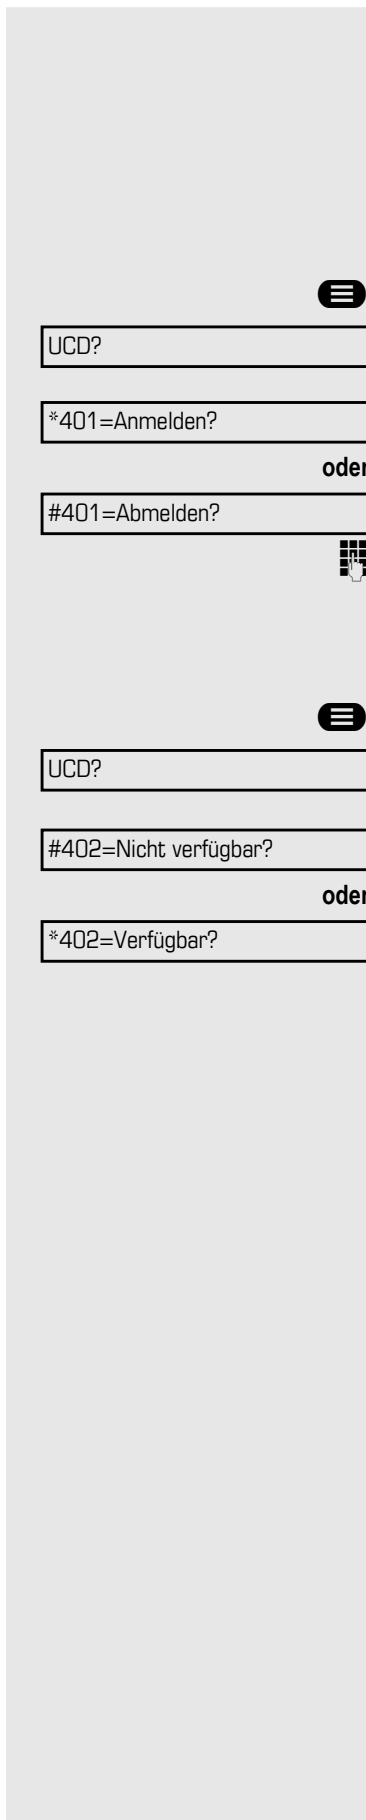 UCD?
*401=Anmelden?
oder
#401=Abmelden?
UCD?
#402=Nicht verfügbar?
oder
*402=Verfügbar?